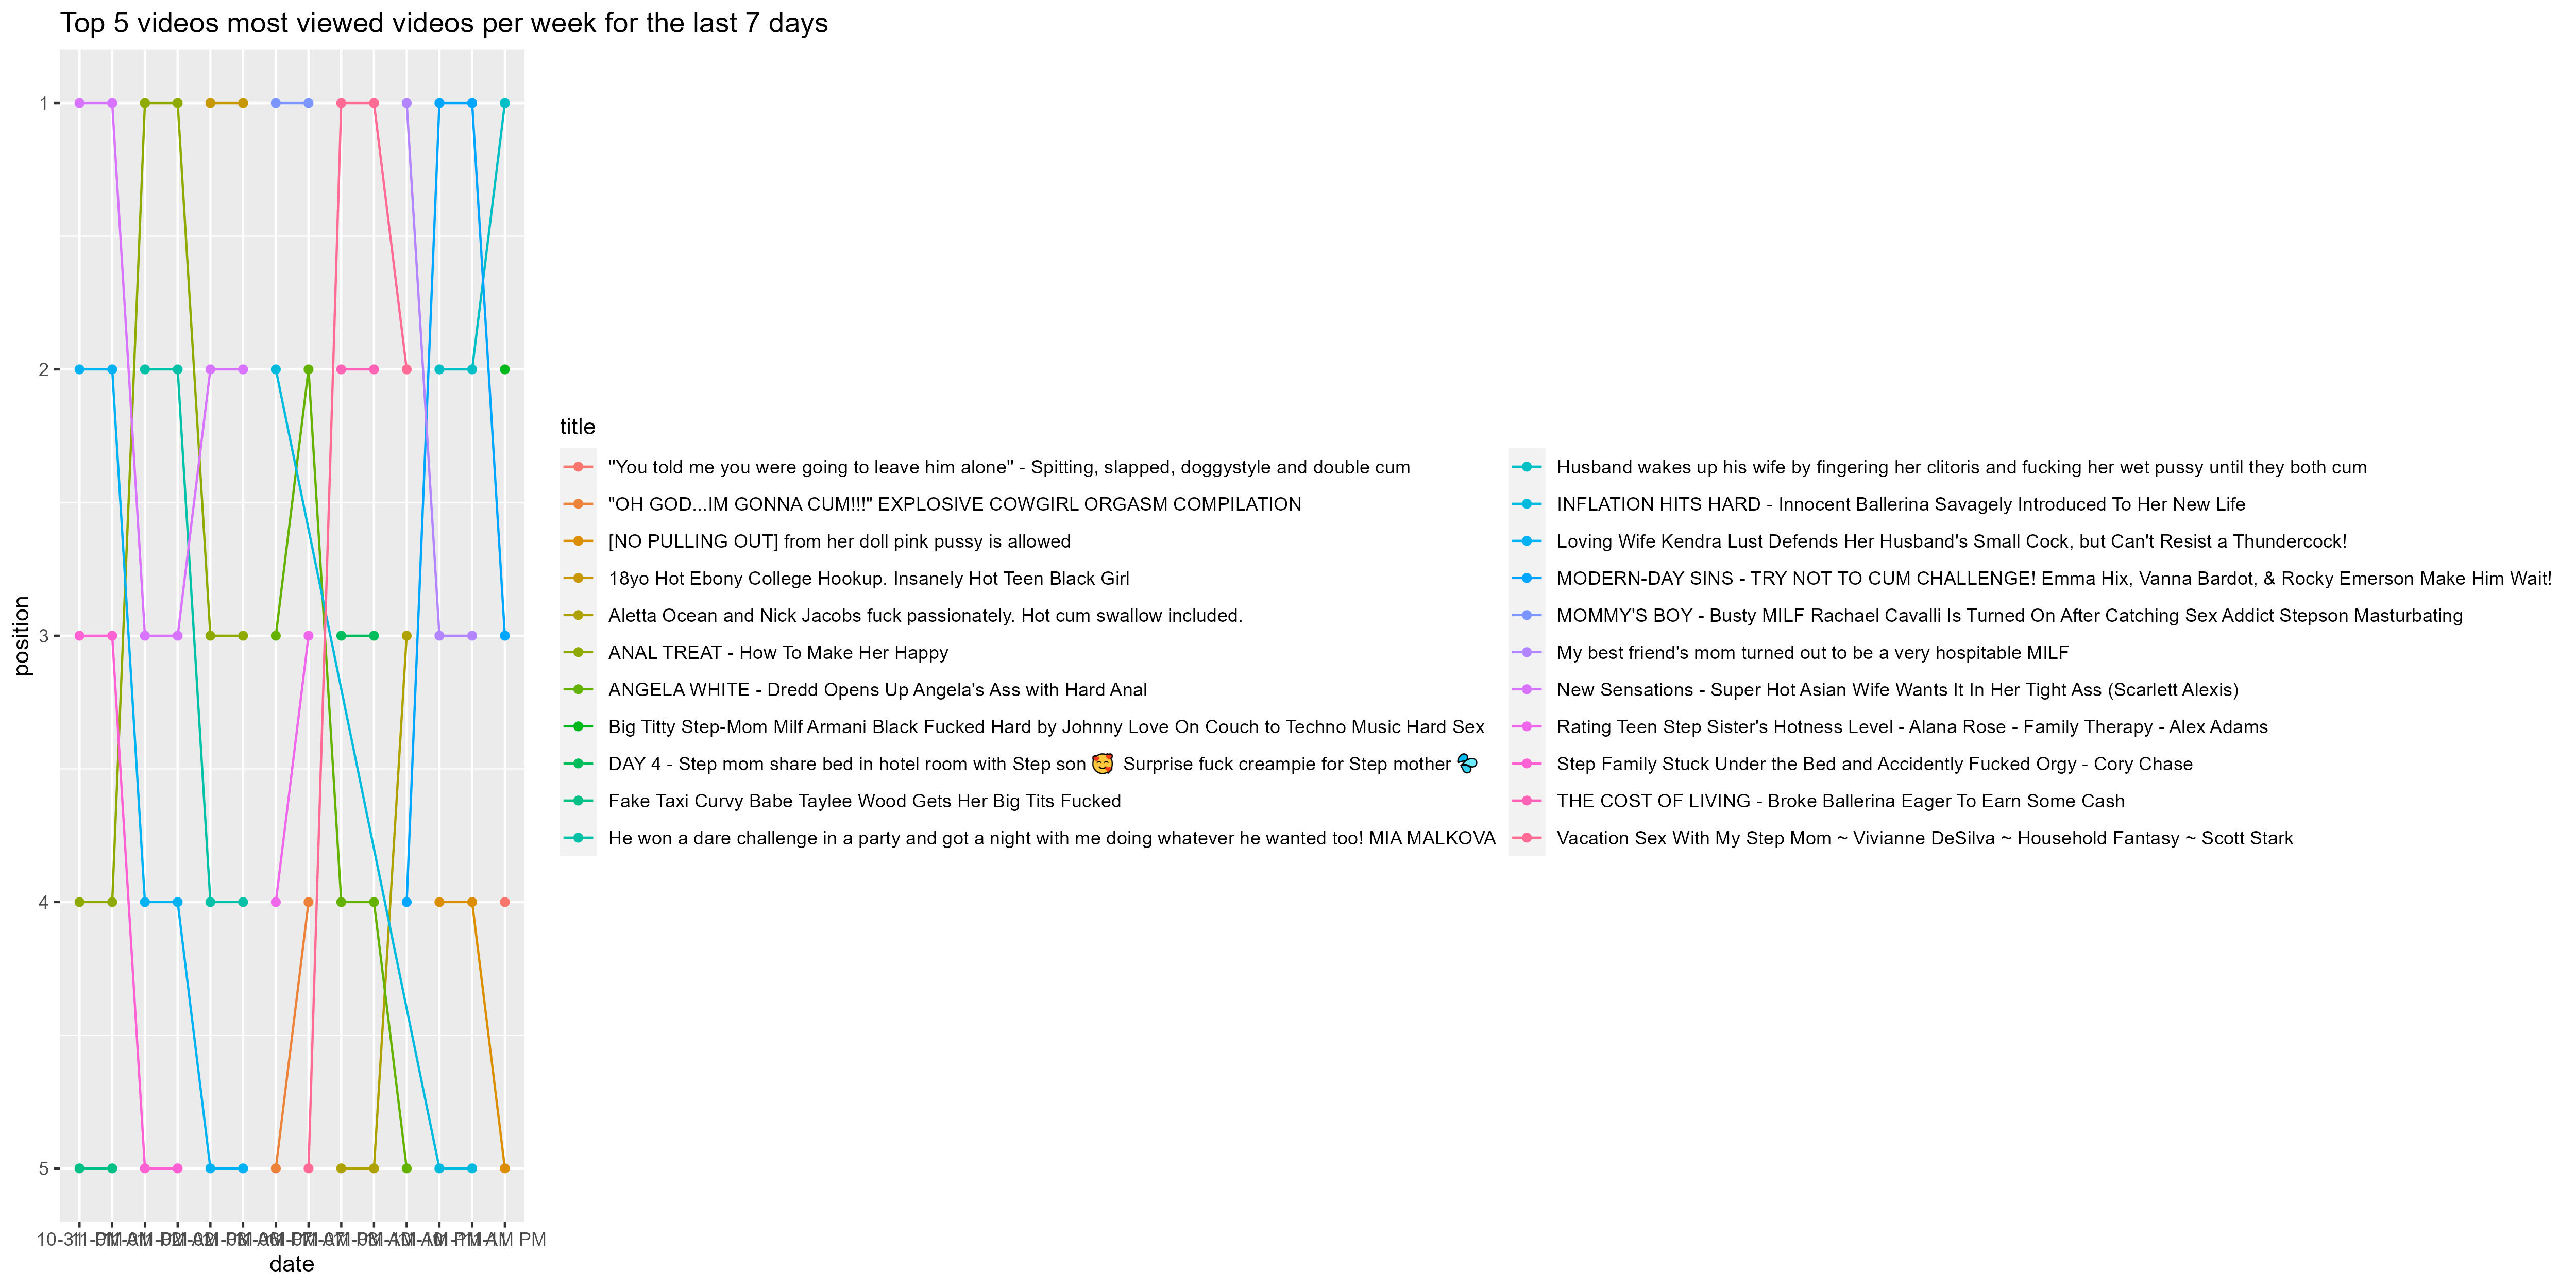 Top 5 videos most viewed videos per week for the last 7 days
position
1
2
3
4
5
date
title
"You told me you were going to leave him alone" - Spitting, slapped, doggystyle and double cum
"OH GOD...IM GONNA CUM!!!" EXPLOSIVE COWGIRL ORGASM COMPILATION
[NO PULLING OUT] from her doll pink pussy is allowed
18yo Hot Ebony College Hookup. Insanely Hot Teen Black Girl
Aletta Ocean and Nick Jacobs fuck passionately. Hot cum swallow included.
ANAL TREAT - How To Make Her Happy
ANGELA WHITE - Dredd Opens Up Angela's Ass with Hard Anal
Big Titty Step-Mom Milf Armani Black Fucked Hard by Johnny Love On Couch to Techno Music Hard Sex
DAY 4 - Step mom share bed in hotel room with Step son 🥰 Surprise fuck creampie for Step mother 💦
Fake Taxi Curvy Babe Taylee Wood Gets Her Big Tits Fucked
He won a dare challenge in a party and got a night with me doing whatever he wanted too! MIA MALKOVA
Husband wakes up his wife by fingering her clitoris and fucking her wet pussy until they both cum
INFLATION HITS HARD - Innocent Ballerina Savagely Introduced To Her New Life
Loving Wife Kendra Lust Defends Her Husband's Small Cock, but Can't Resist a Thundercock!
MODERN-DAY SINS - TRY NOT TO CUM CHALLENGE! Emma Hix, Vanna Bardot, & Rocky Emerson Make Him Wait!
MOMMY'S BOY - Busty MILF Rachael Cavalli Is Turned On After Catching Sex Addict Stepson Masturbating
My best friend's mom turned out to be a very hospitable MILF
New Sensations - Super Hot Asian Wife Wants It In Her Tight Ass (Scarlett Alexis)
Rating Teen Step Sister's Hotness Level - Alana Rose - Family Therapy - Alex Adams
Step Family Stuck Under the Bed and Accidently Fucked Orgy - Cory Chase
THE COST OF LIVING - Broke Ballerina Eager To Earn Some Cash
Vacation Sex With My Step Mom ~ Vivianne DeSilva ~ Household Fantasy ~ Scott Stark